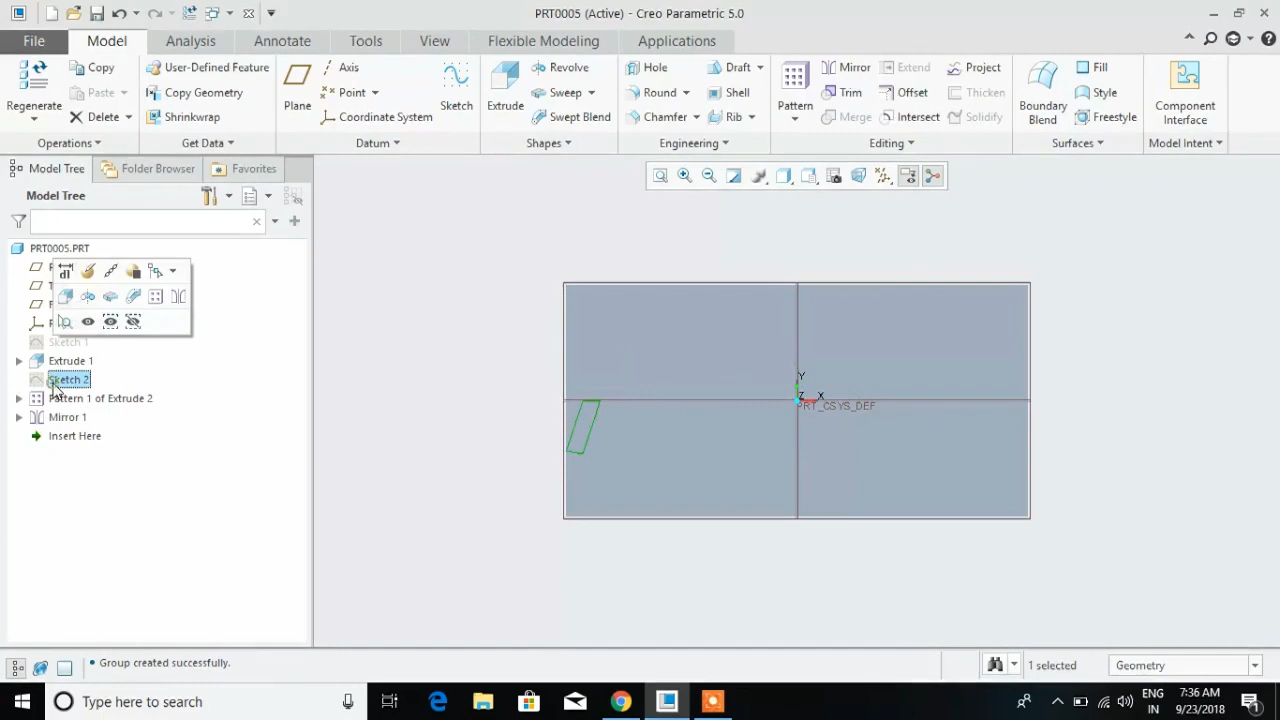 PRT0005 (Active) - Creo Parametric 5.0
File Model Analysis Annotate Tools View Flexible Modeling Applications
Regenerate
Copy
Paste
Delete
Operations
User-Defined Feature
Copy Geometry
Shrinkwrap
Get Data
Plane
Axis
Point
Coordinate System
Sketch
Datum
Extrude
Revolve
Sweep
Swept Blend
Shapes
Hole
Round
Chamfer
Draft
Shell
Rib
Engineering
Pattern
Mirror
Trim
Merge
Extend
Offset
Intersect
Project
Thicken
Solidify
Editing
Boundary Blend
Fill
Style
Freestyle
Surfaces
Component Interface
Model Intent
Model Tree Folder Browser Favorites
Model Tree
PRT0005.PRT
Sketch 1
Extrude 1
Sketch 2
Pattern 1 of Extrude 2
Mirror 1
Insert Here
Y
Z X
PRT_CSYS_DEF
• Group created successfully.
1 selected
Geometry
Type here to search
ENG
IN
7:36 AM
9/23/2018